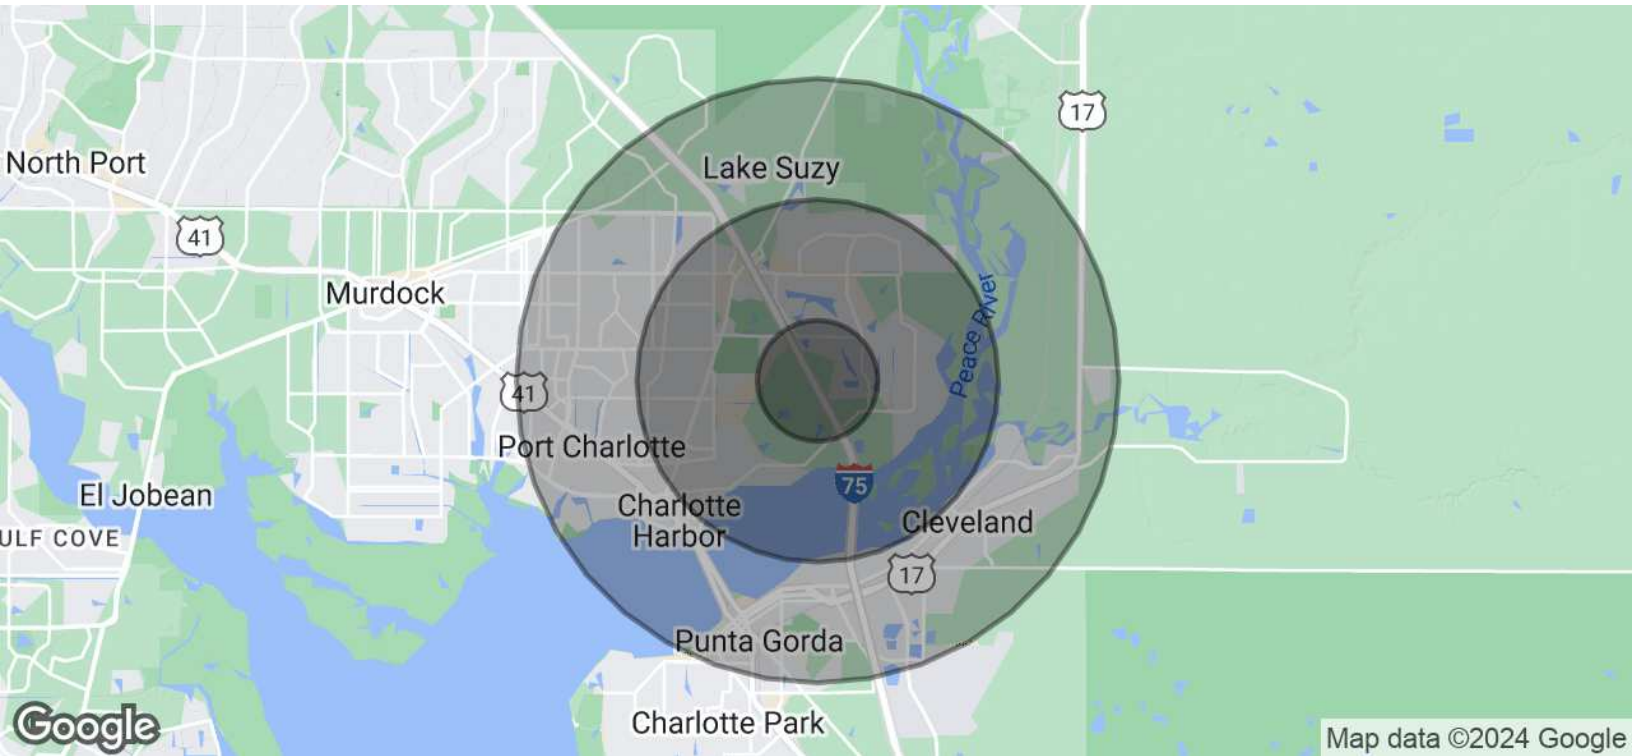 17
Lake Suzy
North Port
41
Murdock
Peace River
41
Port Charlotte
75
El Jobean
Charlotte
Harbor
Cleveland
ULF COVE
17
Punta Gorda
Charlotte Park
Google
Map data ©2024 Google